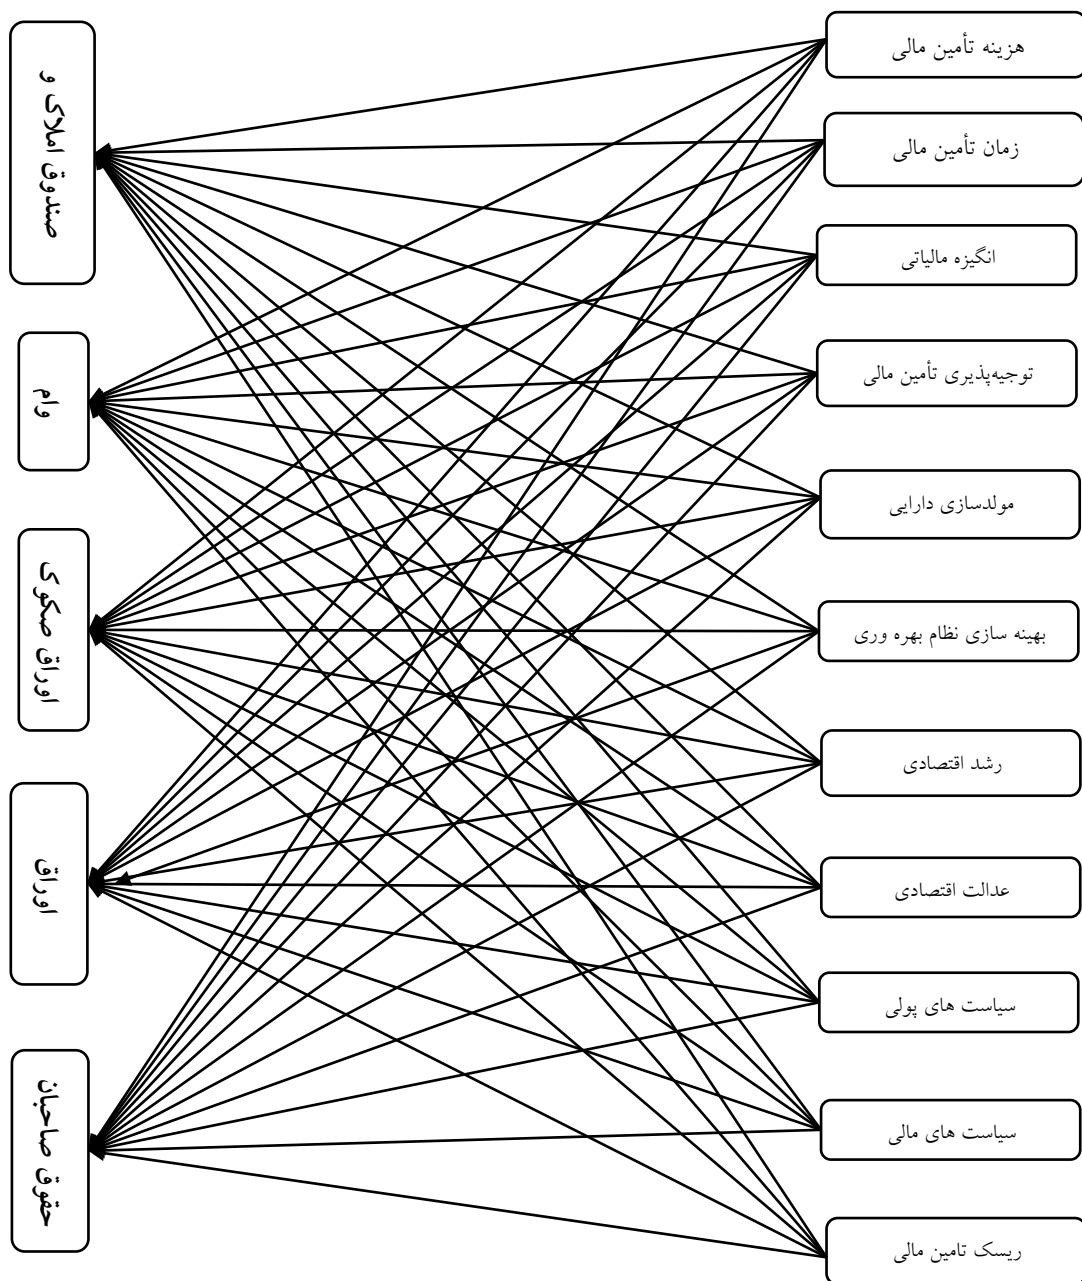 هزینه تأمین مالی
زمان تأمین مالی
انگیزه مالیاتی
توجیه‌پذیری تأمین مالی
مولدسازی دارایی
بهینه سازی نظام بهره وری
رشد اقتصادی
عدالت اقتصادی
سیاست های پولی
سیاست های مالی
ریسک تامین مالی
صندوق املاک و
وام
اوراق صکوک
اوراق
حقوق صاحبان